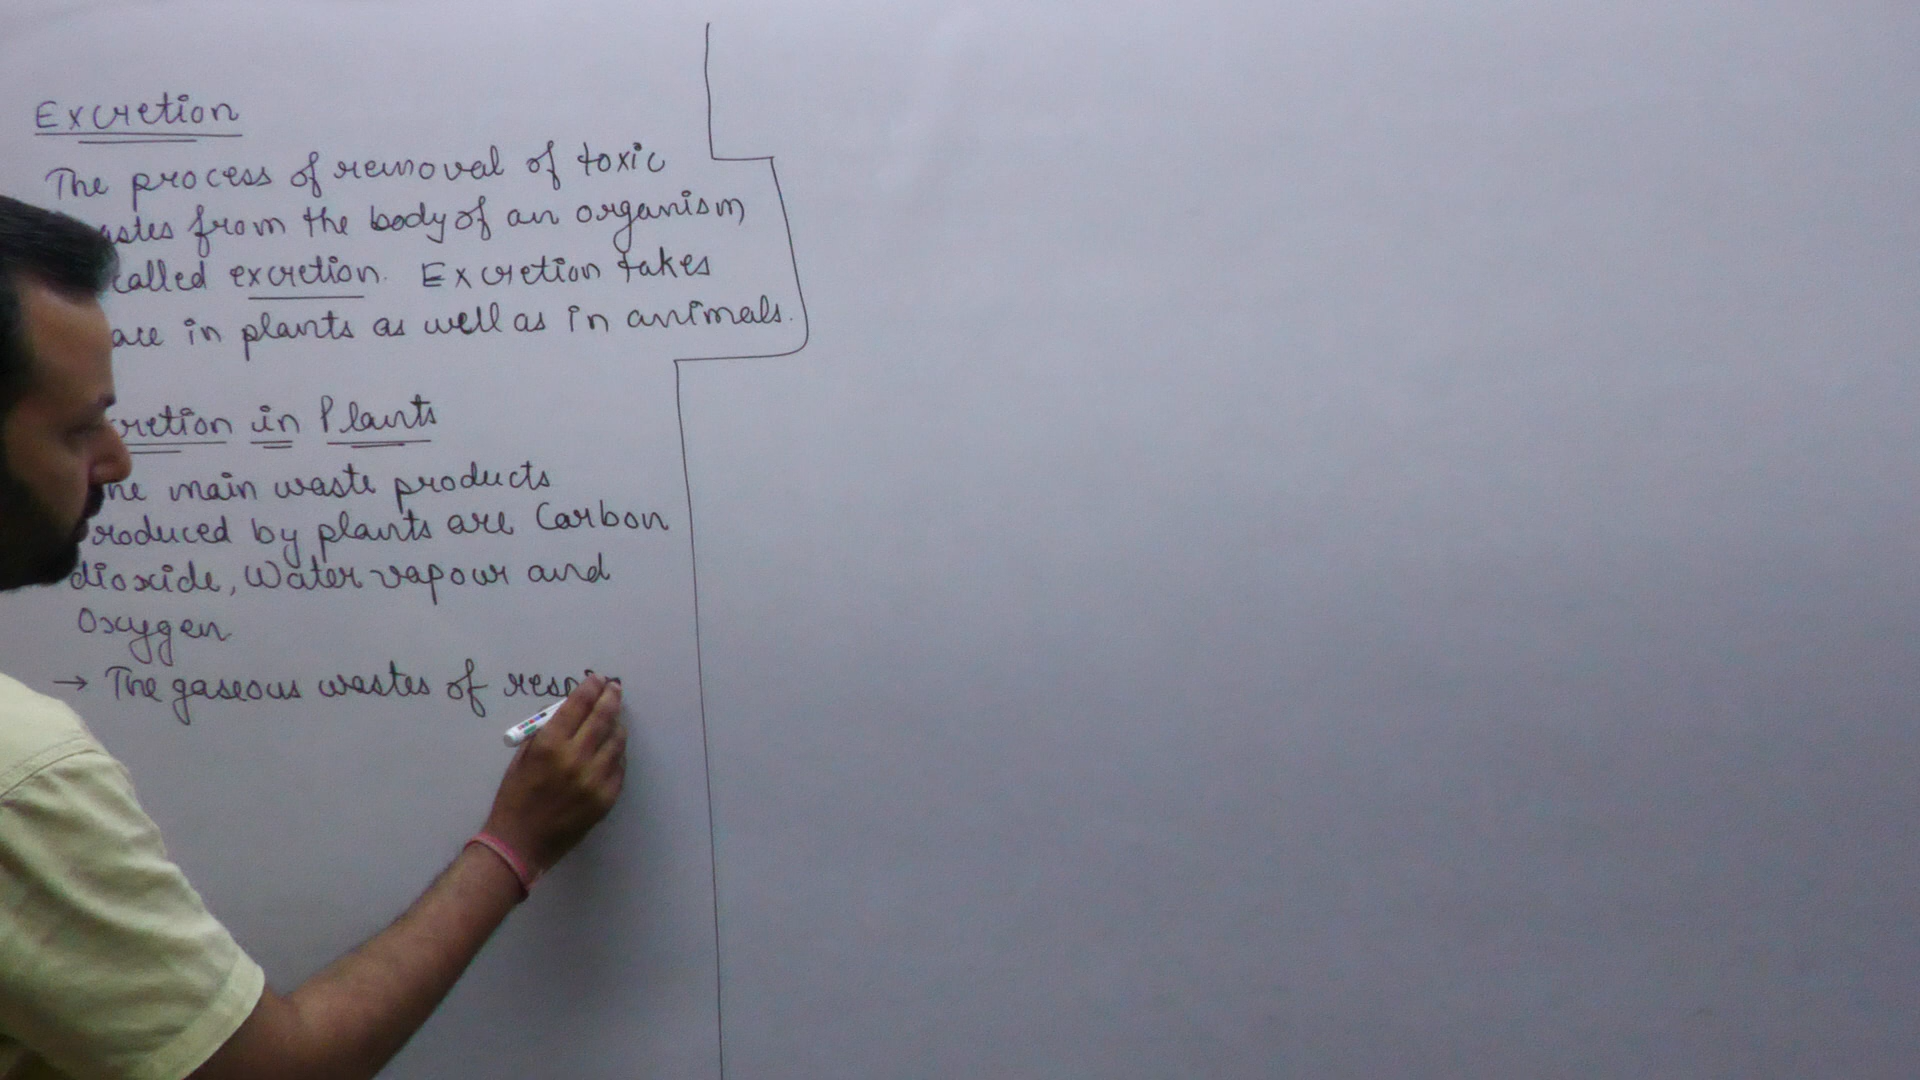 Excretion
The process of removal of toxic
from the body of an organism
called excretion. Excretion takes
in plants as well as in animals.
in Plants
main waste products
by plants are Carbon
dioxide, Water vapour and
Oxygen
→ The gaseous wastes of